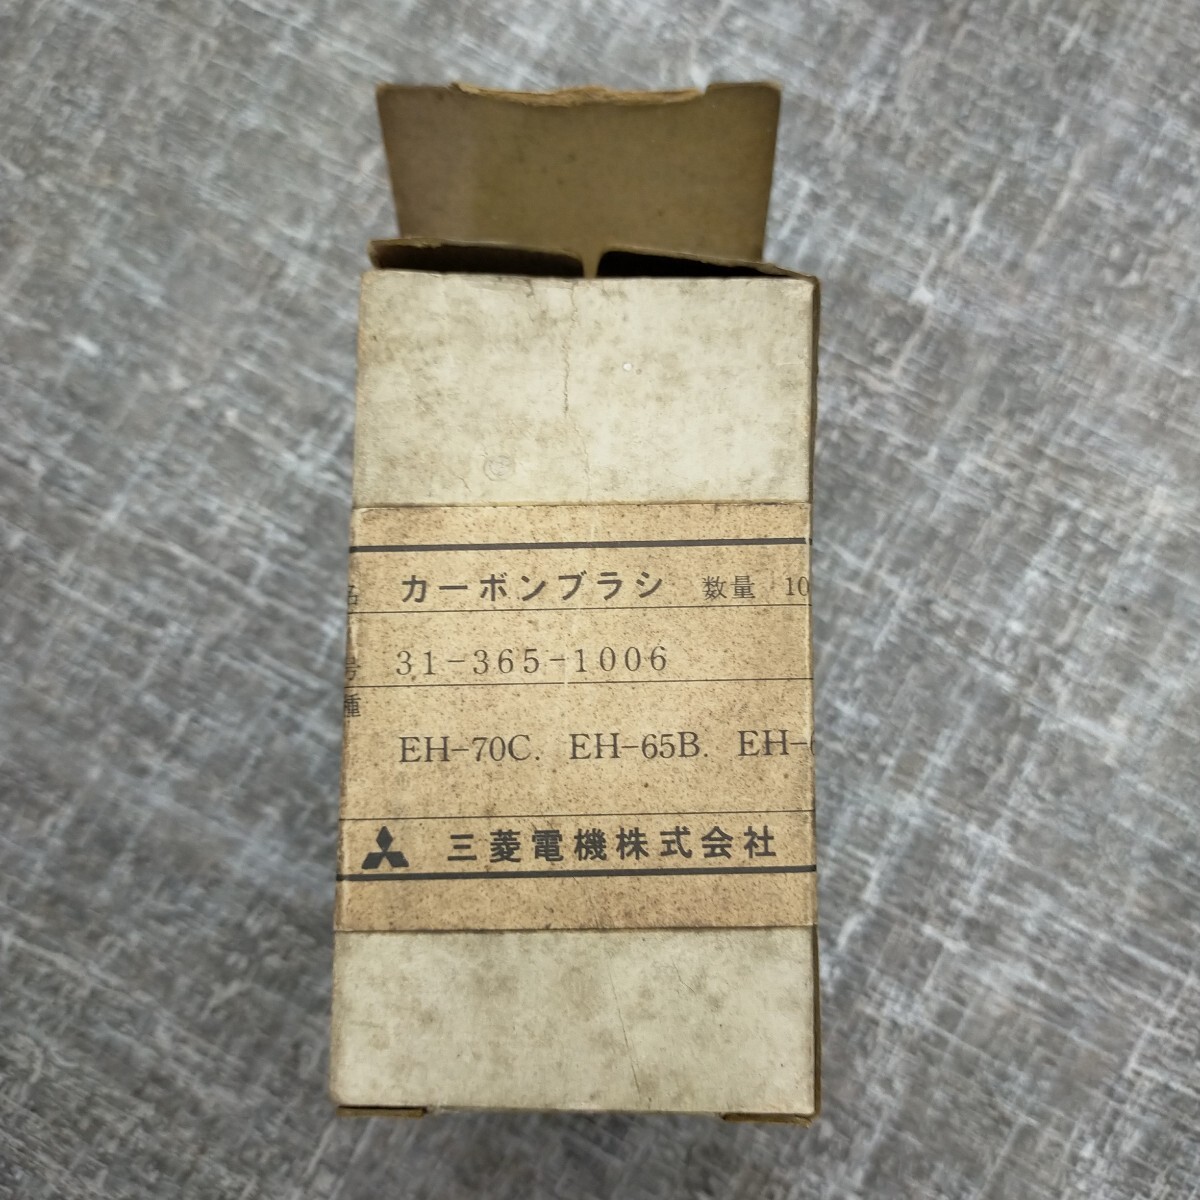 名 カーボンブラシ 数量 10
号 31-365-1006
種
EH-70C. EH-65B. EH-
三菱電機株式会社